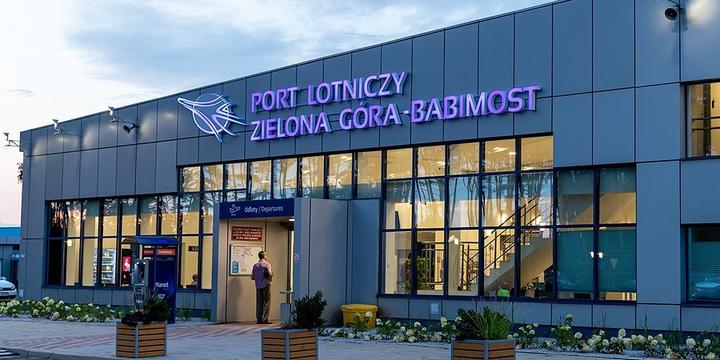 PORT LOTNICZY
ZIELONA GÓRA-BABIMOST
Odloty / Departures
Planet